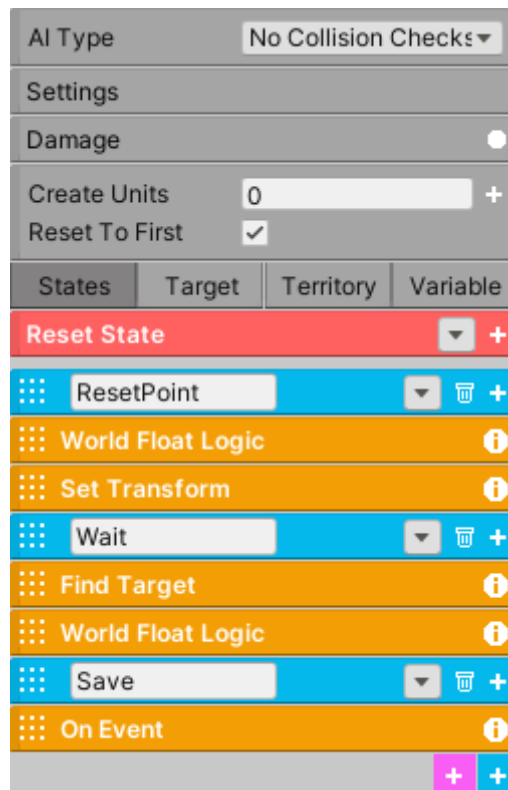 AI Type No Collision Checks
Settings
Damage
Create Units 0
Reset To First
States Target Territory Variable
Reset State
ResetPoint
World Float Logic
Set Transform
Wait
Find Target
World Float Logic
Save
On Event